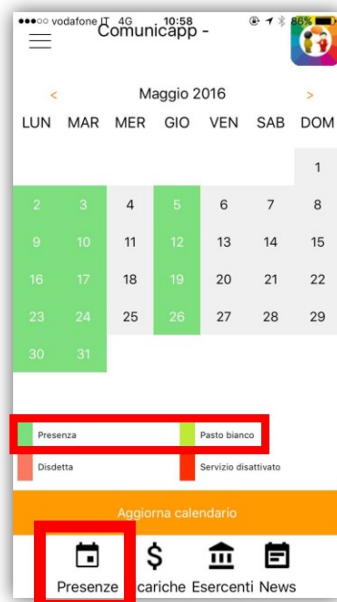 vodafone IT 4G 10:58 86%
Comunicapp -
< Maggio 2016 >
LUN MAR MER GIO VEN SAB DOM
1
2 3 4 5 6 7 8
9 10 11 12 13 14 15
16 17 18 19 20 21 22
23 24 25 26 27 28 29
30 31
Presenza Pasto bianco
Disdetta Servizio disattivato
Aggiorna calendario
Presenze cariche Esercenti News